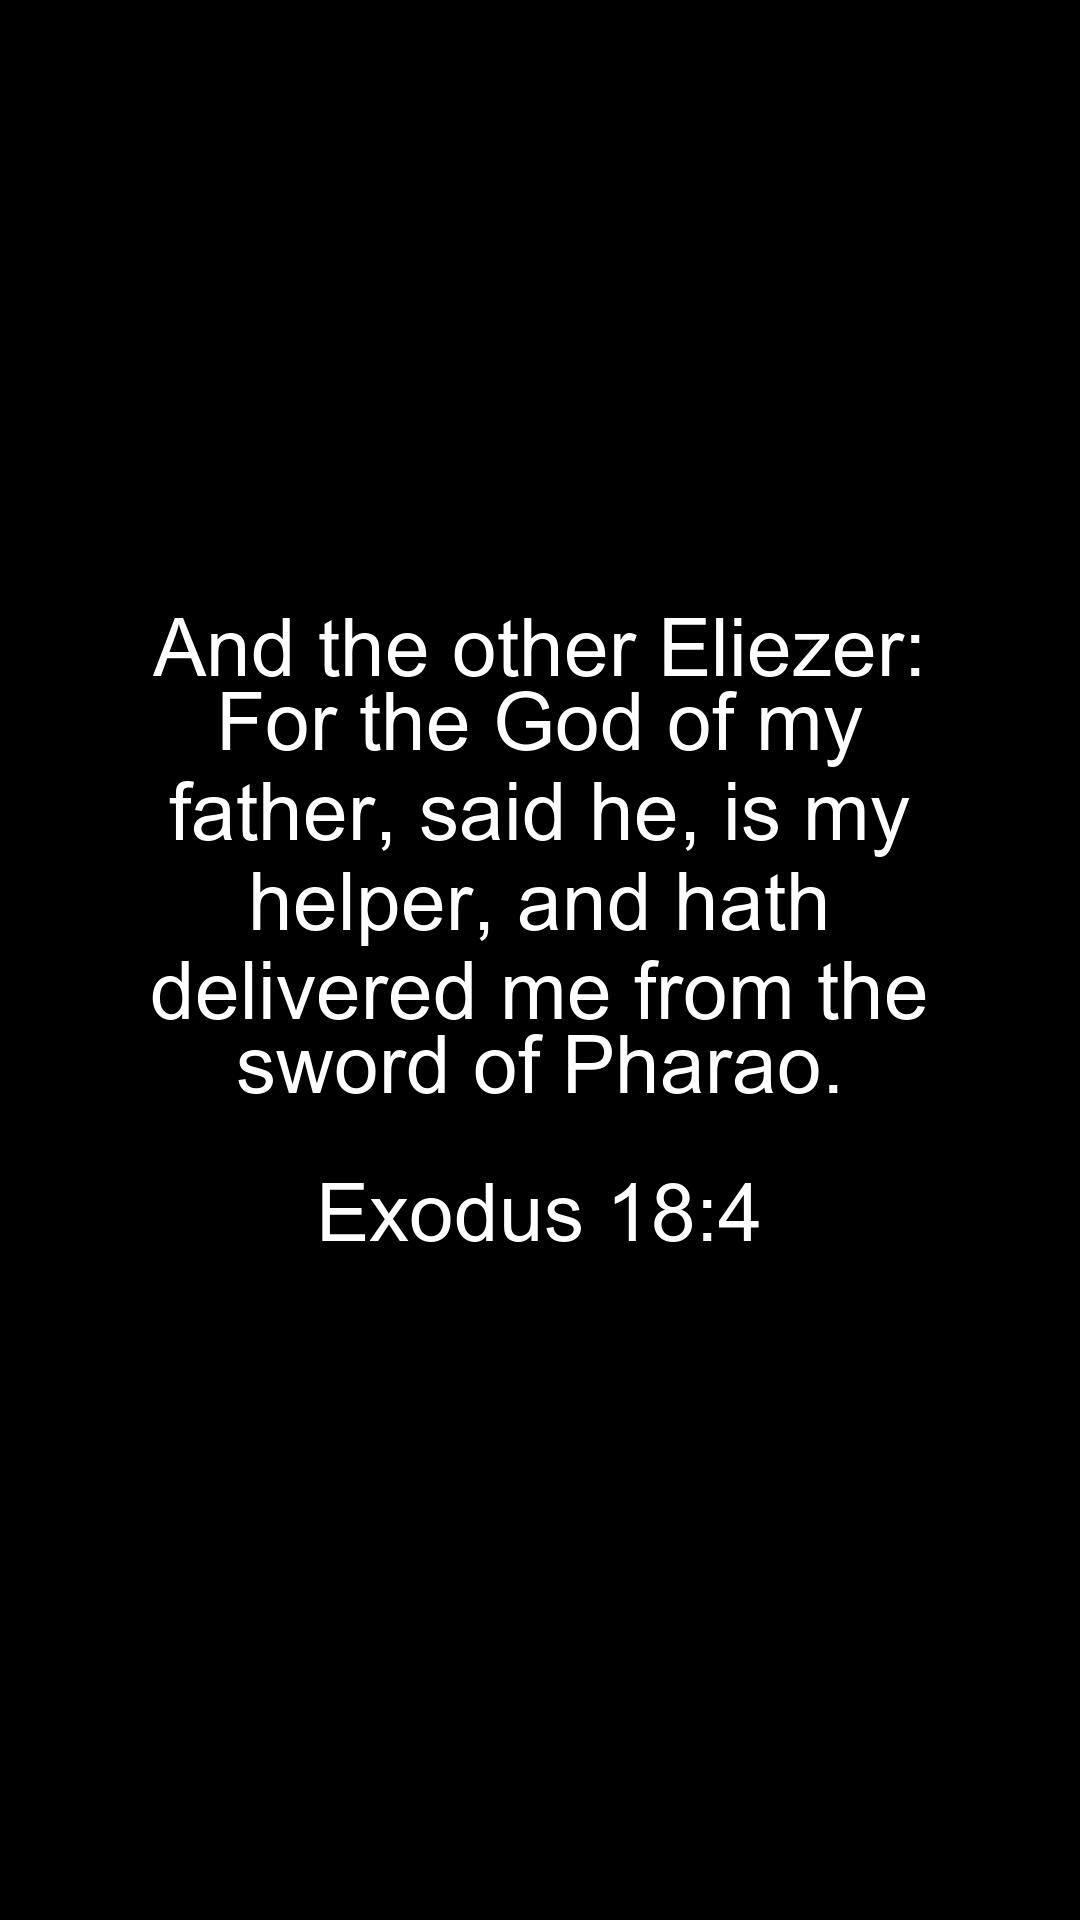 And the other Eliezer:
For the God of my
father, said he, is my
helper, and hath
delivered me from the
sword of Pharao.
Exodus 18:4